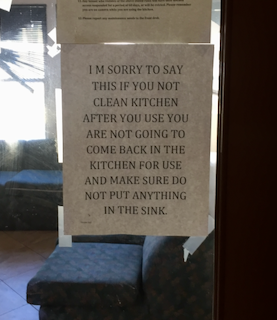 I M SORRY TO SAY
THIS IF YOU NOT
CLEAN KITCHEN
AFTER YOU USE YOU
ARE NOT GOING TO
COME BACK IN THE
KITCHEN FOR USE
AND MAKE SURE DO
NOT PUT ANYTHING
IN THE SINK.